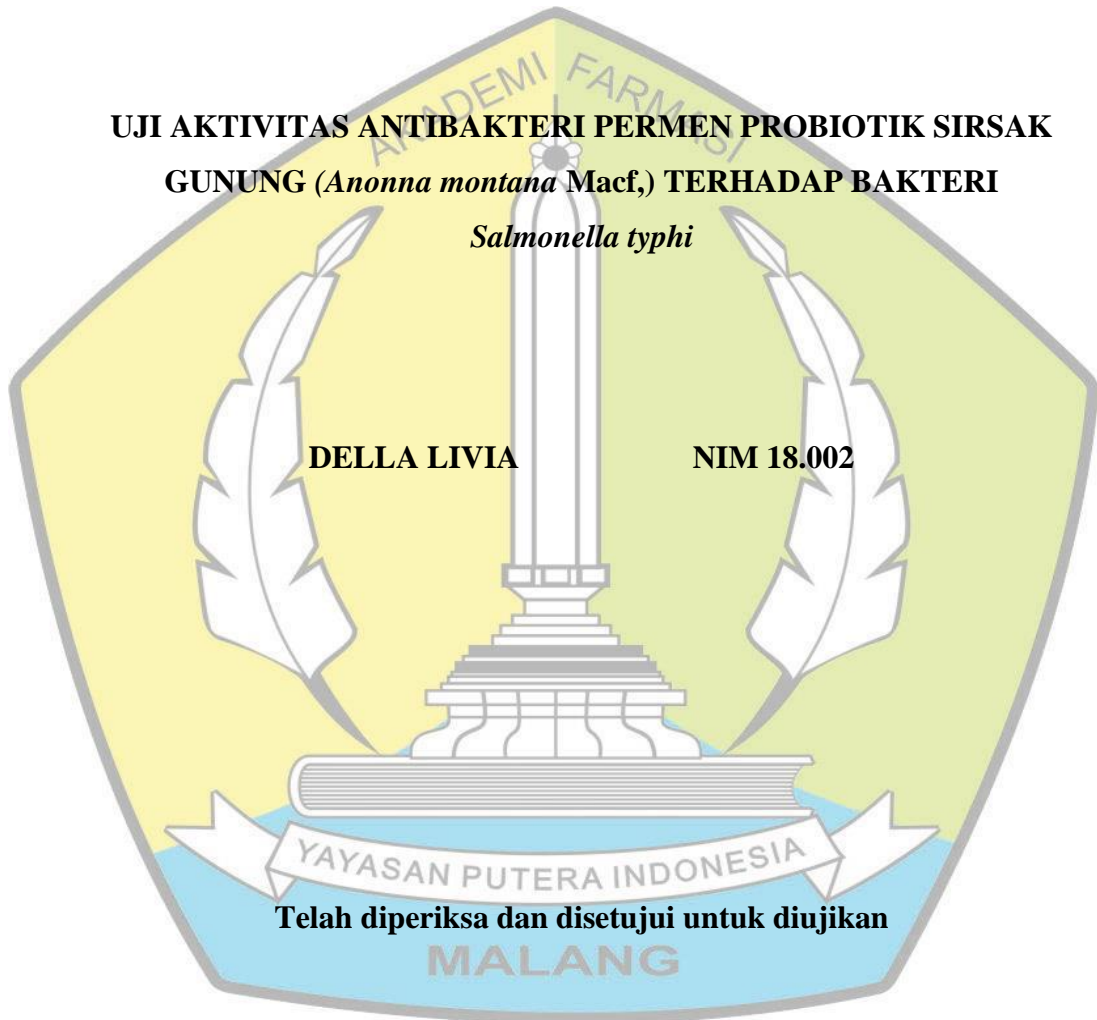 AKADEMI FARMASI
UJI AKTIVITAS ANTIBAKTERI PERMEN PROBIOTIK SIRSAK
GUNUNG (Anonna montana Macf,) TERHADAP BAKTERI
Salmonella typhi
DELLA LIVIA NIM 18.002
YAYASAN PUTERA INDONESIA
Telah diperiksa dan disetujui untuk diujikan
MALANG